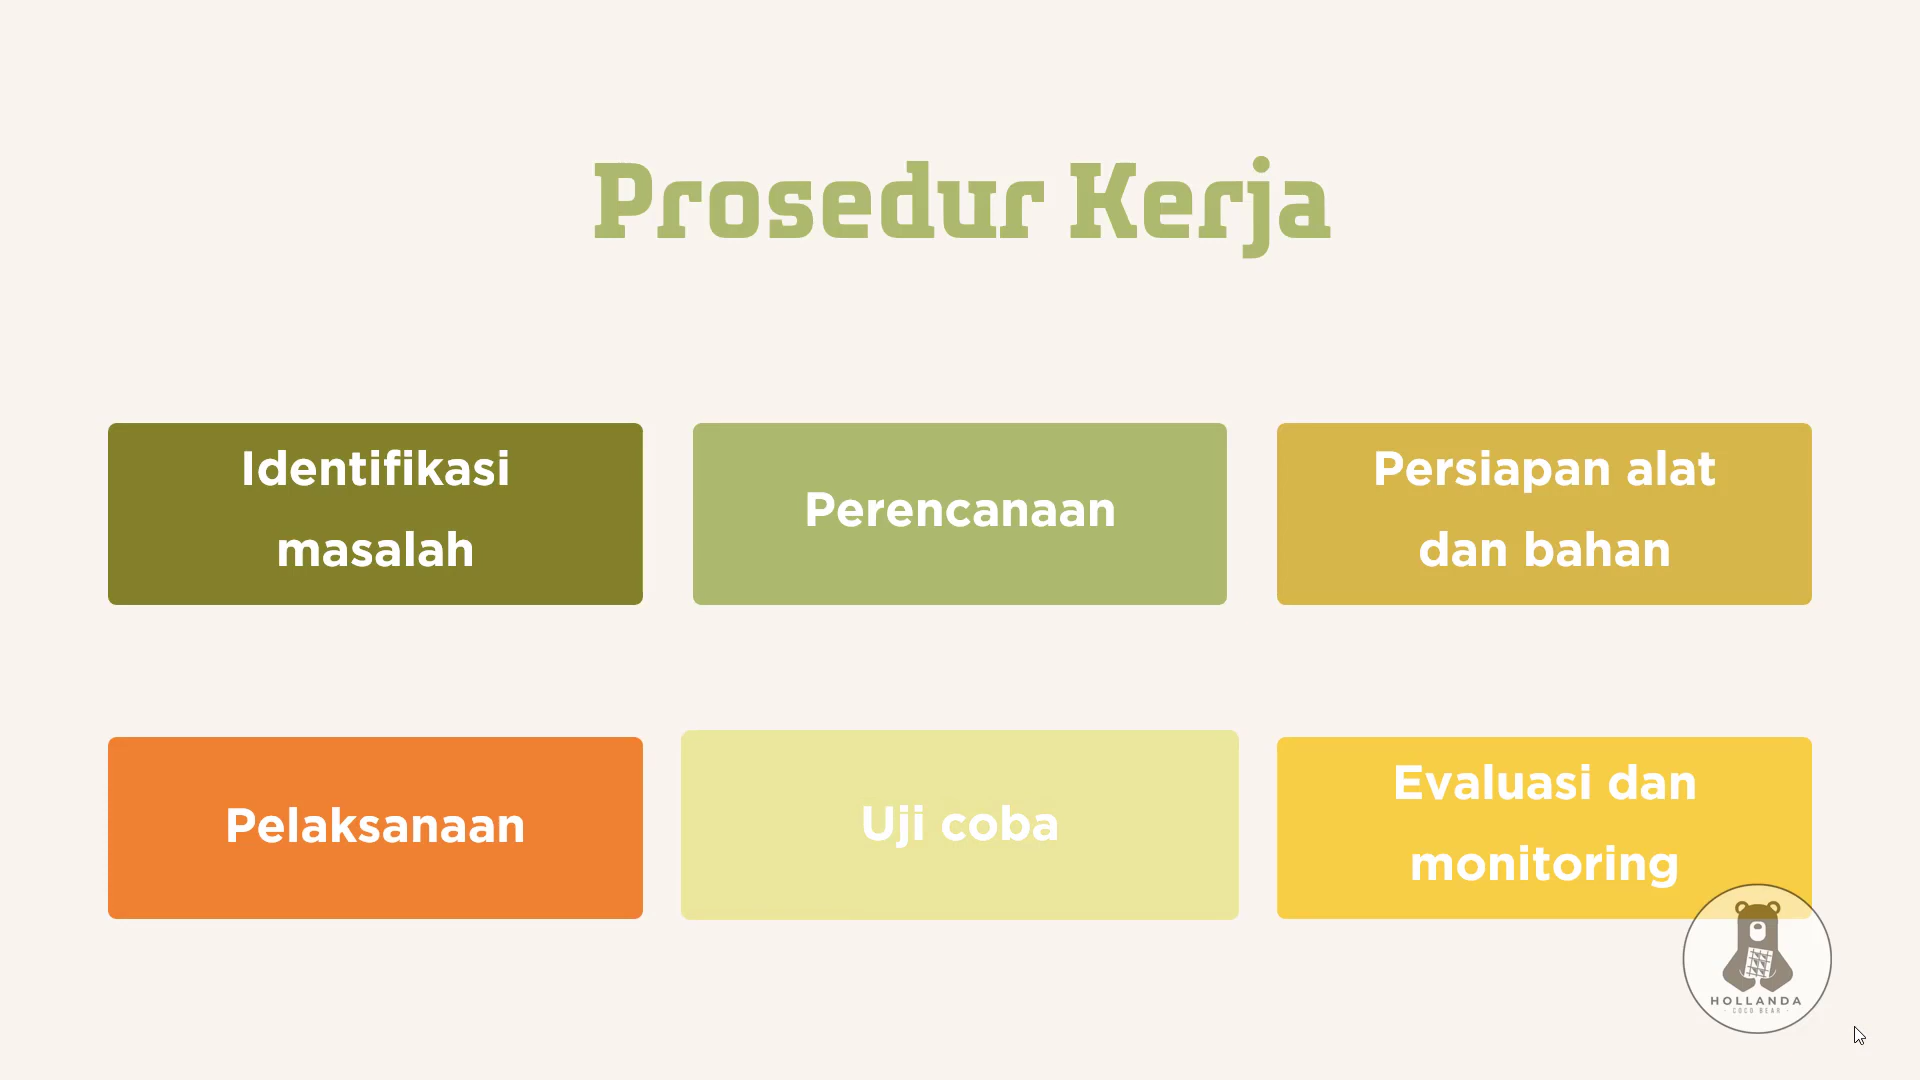 Prosedur Kerja
Identifikasi
masalah
Perencanaan
Persiapan alat
dan bahan
Pelaksanaan
Uji coba
Evaluasi dan
monitoring
HOLLANDA
COCO BEAR